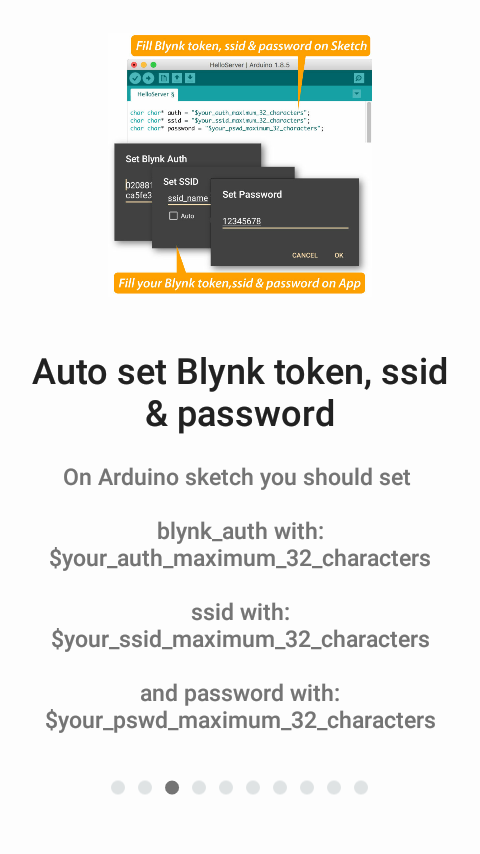 Fill Blynk token, ssid & password on Sketch
HelloServer | Arduino 1.8.5
HelloServer §
char char* auth = "$your_auth_maximum_32_characters";
char char* ssid = "$your_ssid_maximum_32_characters";
char char* password = "$your_pswd_maximum_32_characters";
Set Blynk Auth
020881
ca5fe3
Set SSID
ssid_name
Auto
Set Password
12345678
CANCEL OK
Fill your Blynk token,ssid & password on App
Auto set Blynk token, ssid
& password
On Arduino sketch you should set
blynk_auth with:
$your_auth_maximum_32_characters
ssid with:
$your_ssid_maximum_32_characters
and password with:
$your_pswd_maximum_32_characters